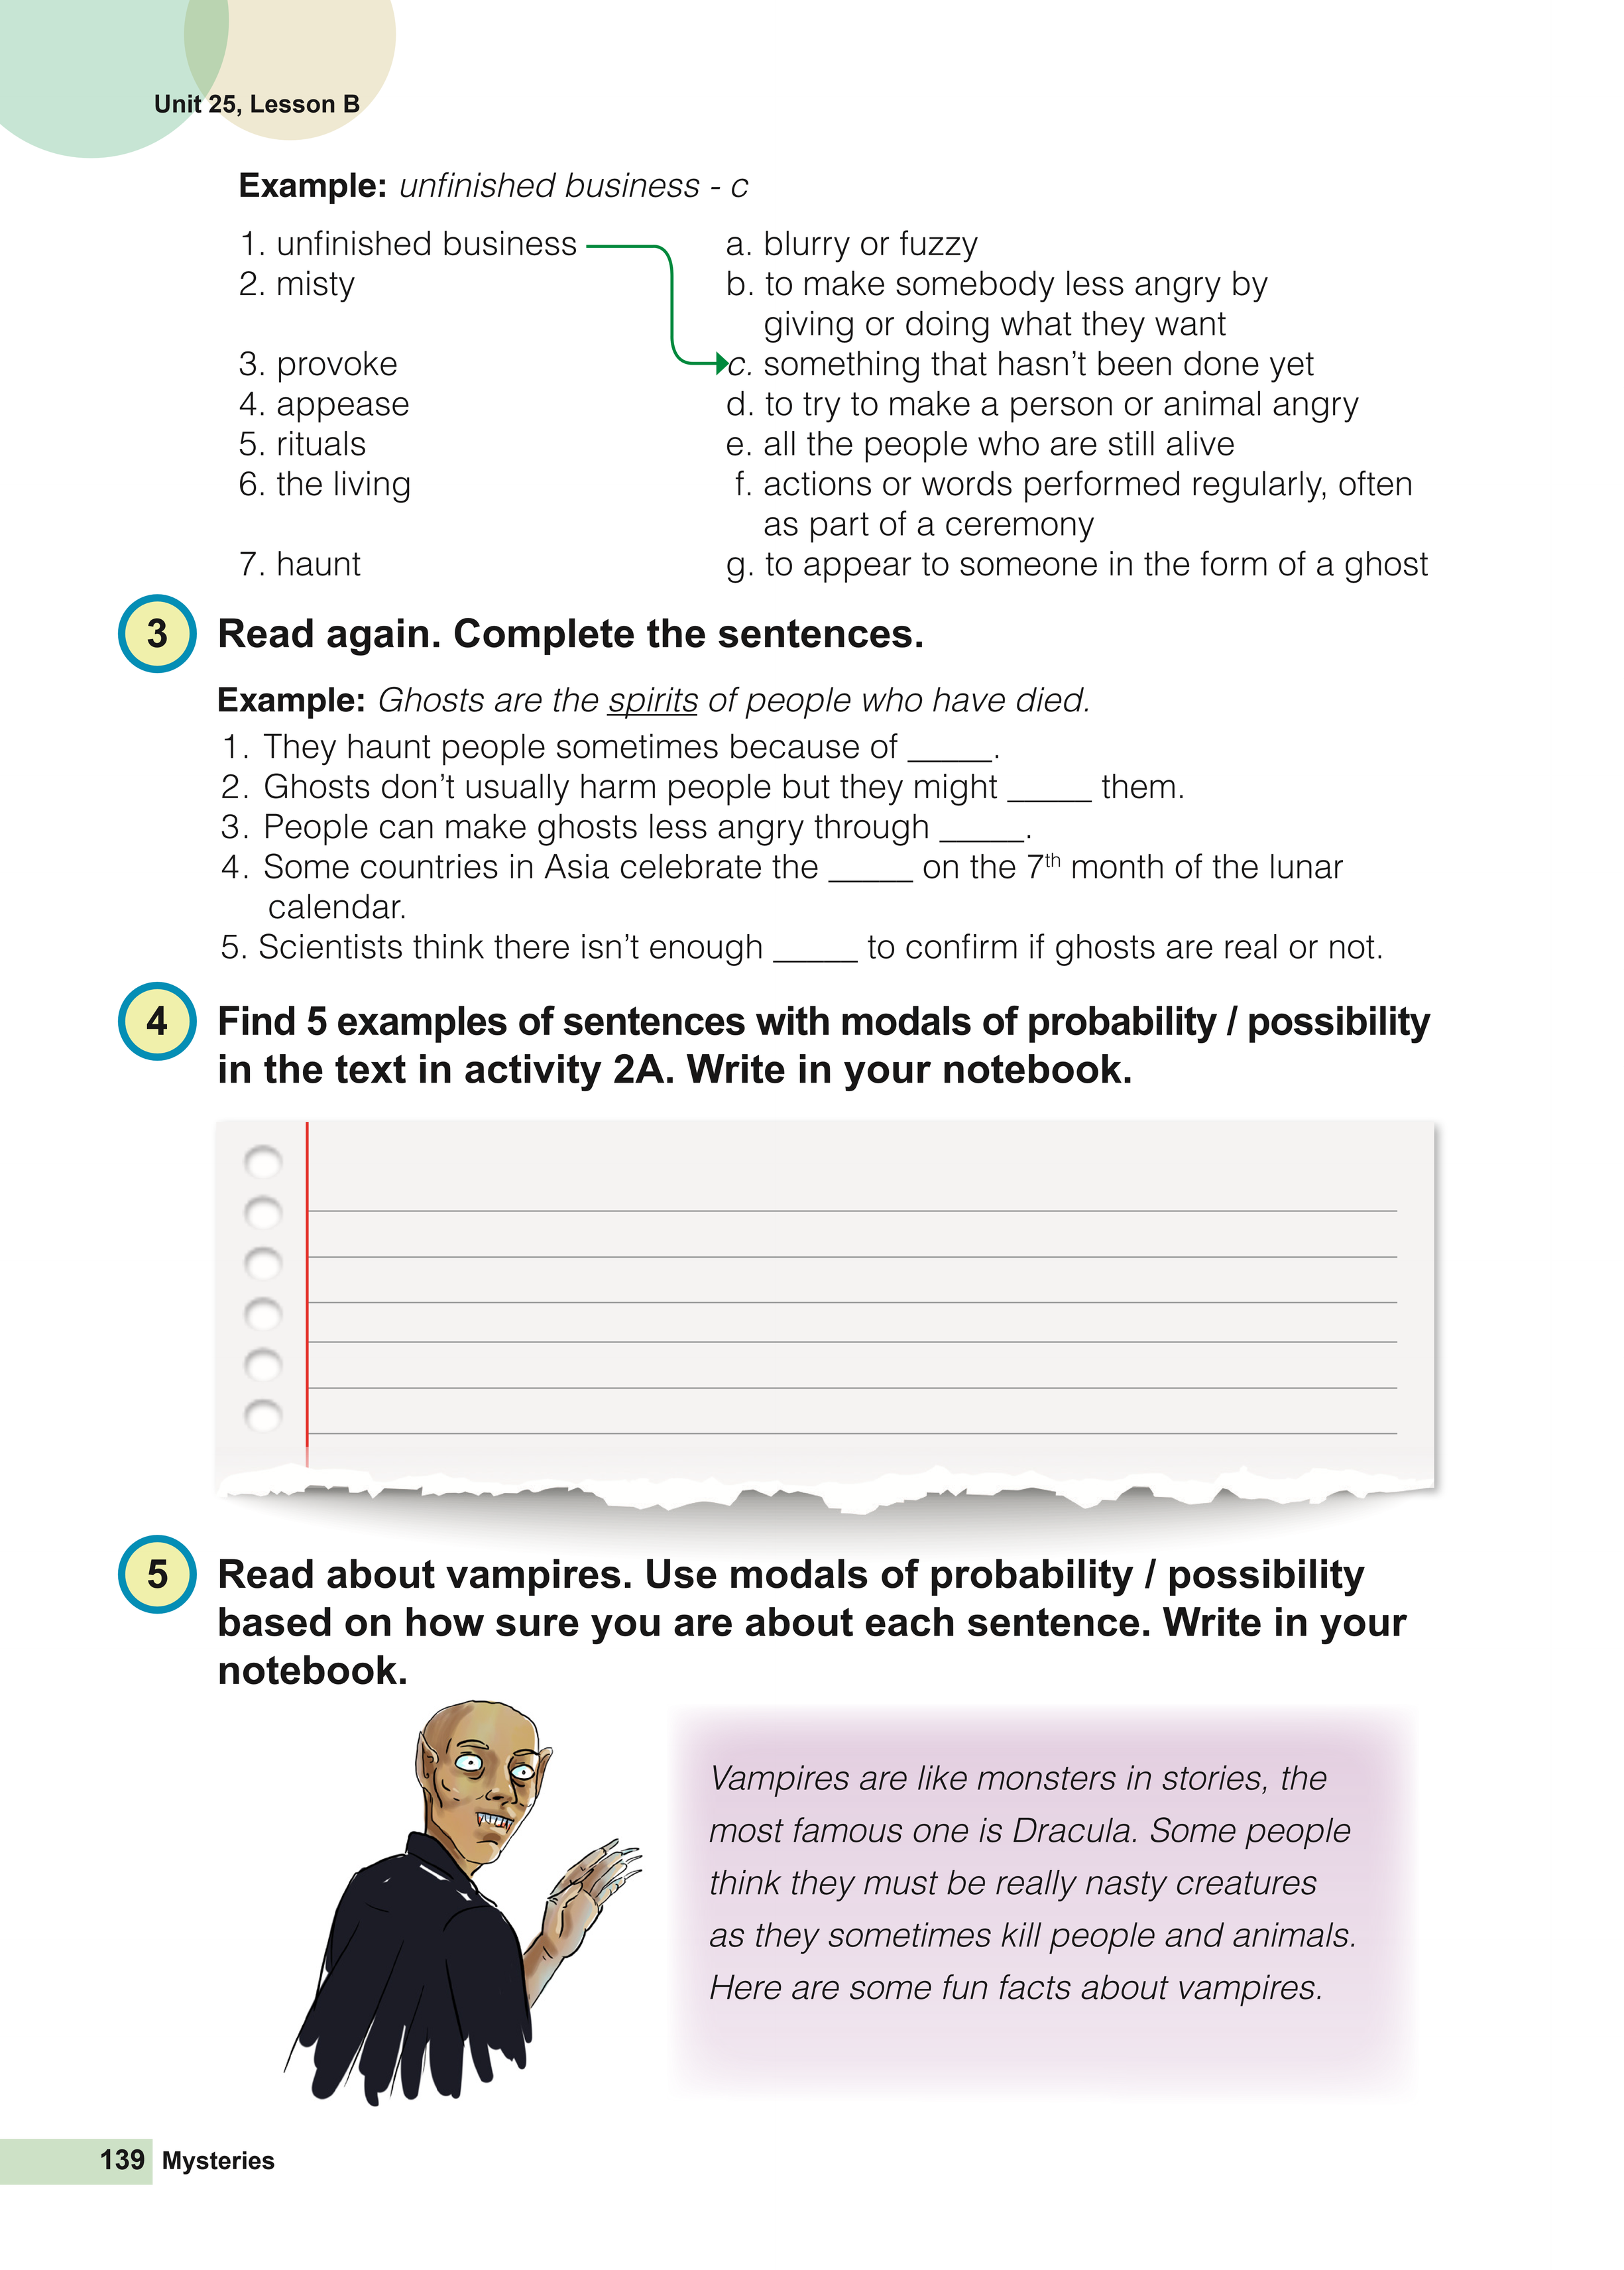 Unit 25, Lesson B
Example: unfinished business - c
1. unfinished business
2. misty
3. provoke
4. appease
5. rituals
6. the living
7. haunt
a. blurry or fuzzy
b. to make somebody less angry by
giving or doing what they want
c. something that hasn't been done yet
d. to try to make a person or animal angry
e. all the people who are still alive
f. actions or words performed regularly, often
as part of a ceremony
g. to appear to someone in the form of a ghost
3 Read again. Complete the sentences.
Example: Ghosts are the spirits of people who have died.
1. They haunt people sometimes because of _____.
2. Ghosts don't usually harm people but they might _____ them.
3. People can make ghosts less angry through _____.
4. Some countries in Asia celebrate the _____ on the 7th month of the lunar
calendar.
5. Scientists think there isn't enough _____ to confirm if ghosts are real or not.
4 Find 5 examples of sentences with modals of probability / possibility
in the text in activity 2A. Write in your notebook.
5 Read about vampires. Use modals of probability / possibility
based on how sure you are about each sentence. Write in your
notebook.
Vampires are like monsters in stories, the
most famous one is Dracula. Some people
think they must be really nasty creatures
as they sometimes kill people and animals.
Here are some fun facts about vampires.
139 Mysteries